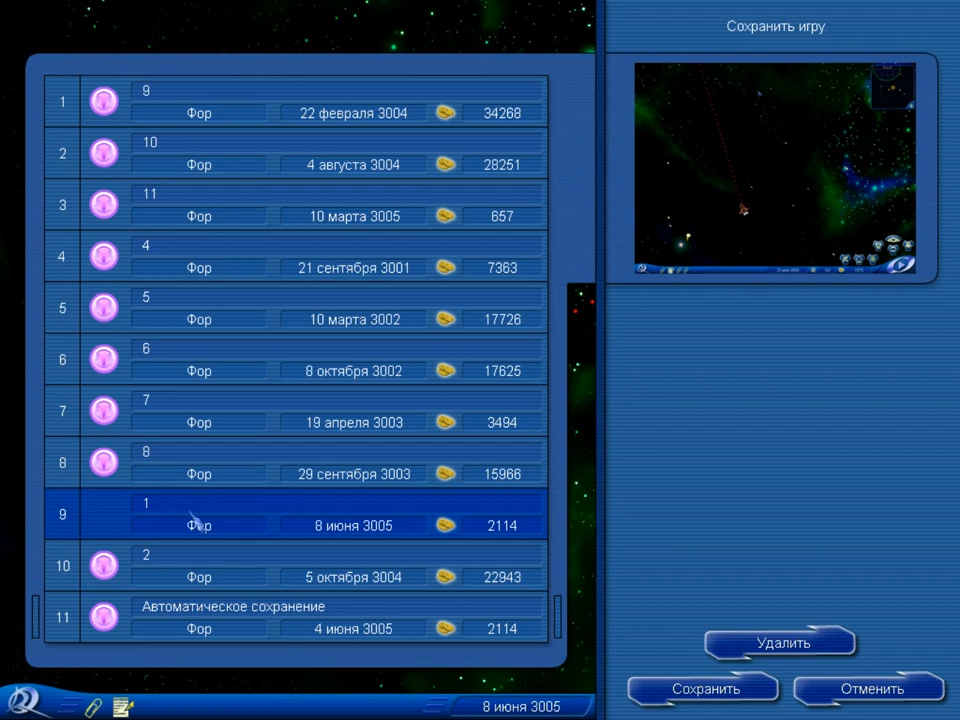 Сохранить игру
1
9
Фор 22 февраля 3004 34268
2
10
Фор 4 августа 3004 28251
3
11
Фор 10 марта 3005 657
4
4
Фор 21 сентября 3001 7363
5
5
Фор 10 марта 3002 17726
6
6
Фор 8 октября 3002 17625
7
7
Фор 19 апреля 3003 3494
8
8
Фор 29 сентября 3003 15966
9
1
Фор 8 июня 3005 2114
10
2
Фор 5 октября 3004 22943
11
Автоматическое сохранение
Фор 4 июня 3005 2114
Удалить
Сохранить
Отменить
8 июня 3005